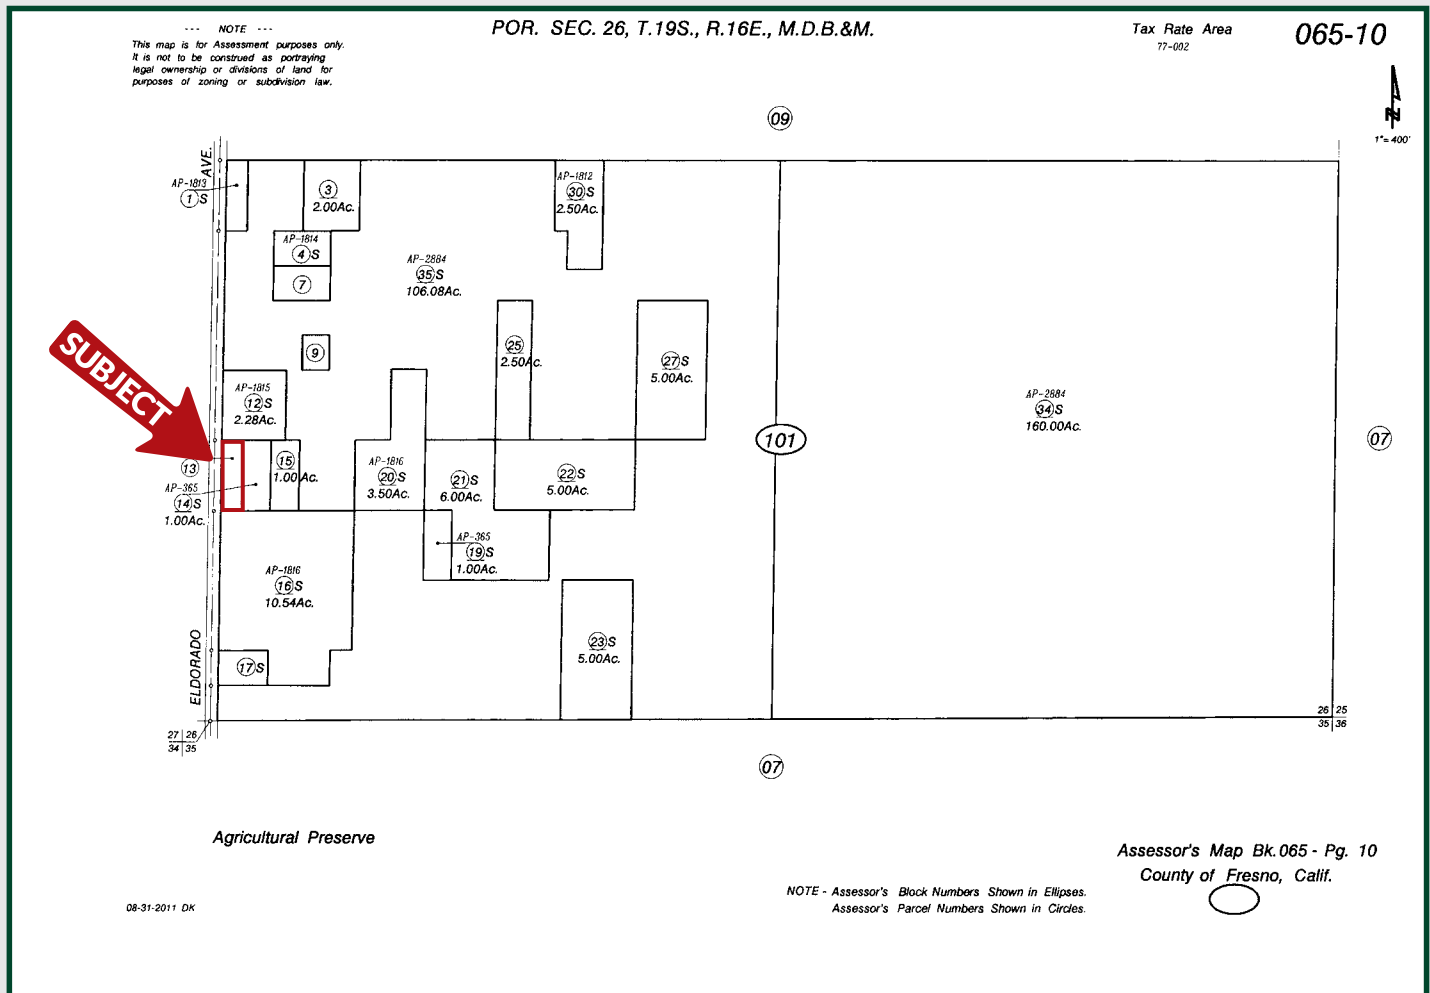 --- NOTE ---
This map is for Assessment purposes only.
It is not to be construed as portraying
legal ownership or divisions of land for
purposes of zoning or subdivision law.
POR. SEC. 26, T.19S., R.16E., M.D.B.&M.
Tax Rate Area
77-002
065-10
1"= 400'
09
AVE.
AP-1813
1 S
3
2.00Ac.
AP-1812
30 S
2.50Ac.
AP-1814
4 S
7
AP-2884
35 S
106.08Ac.
9
25
2.50Ac.
27 S
5.00Ac.
SUBJECT
AP-1815
12 S
2.28Ac.
AP-2884
34 S
160.00Ac.
101
07
13
15
1.00Ac.
AP-1816
20 S
3.50Ac.
21 S
6.00Ac.
22 S
5.00Ac.
AP-365
14 S
1.00Ac.
AP-365
19 S
1.00Ac.
AP-1816
16 S
10.54Ac.
23 S
5.00Ac.
17 S
ELDORADO
27 26
34 35
26 25
35 36
07
Agricultural Preserve
Assessor's Map Bk.065 - Pg. 10
County of Fresno, Calif.
NOTE - Assessor's Block Numbers Shown in Ellipses.
Assessor's Parcel Numbers Shown in Circles.
08-31-2011 DK